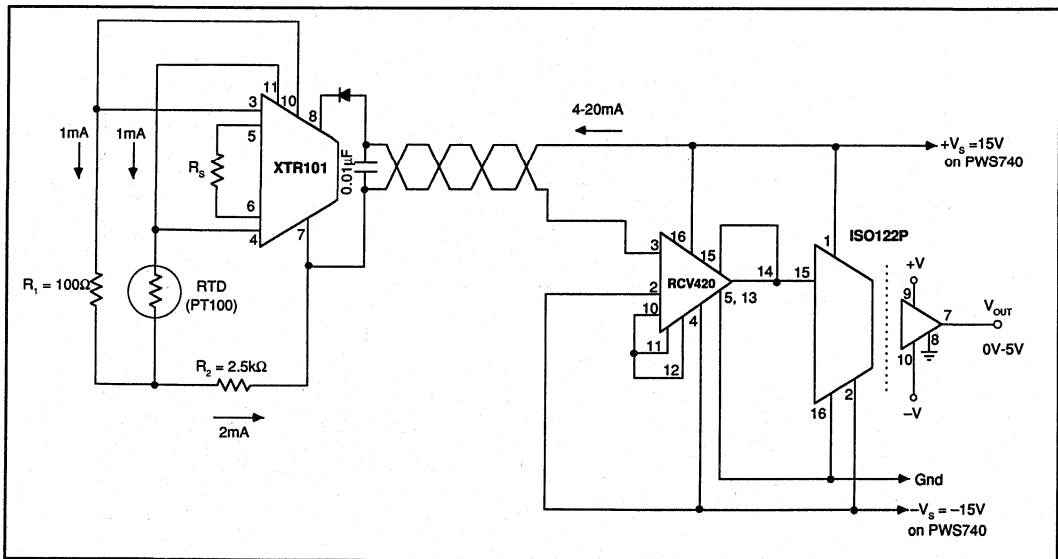 4-20mA
+V_S = 15V
on PWS740
11
10
3
8
1mA
1mA
5
XTR101
R_S
0.01µF
6
4
7
R_1 = 100Ω
RTD
(PT100)
R_2 = 2.5kΩ
2mA
16
3
15
RCV420
14
2
5, 13
10
4
11
12
ISO122P
1
15
+V
9
7
V_OUT
8
0V-5V
10
–V
2
16
Gnd
–V_S = –15V
on PWS740